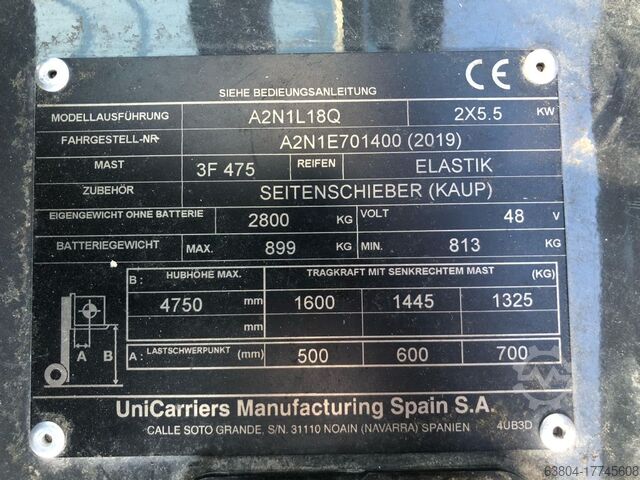 CE
SIEHE BEDIEUNGSANLEITUNG
MODELLAUSFÜHRUNG A2N1L18Q 2X5.5 KW
FAHRGESTELL-NR A2N1E701400 (2019)
MAST 3F 475 REIFEN ELASTIK
ZUBEHÖR SEITENSCHIEBER (KAUP)
EIGENGEWICHT OHNE BATTERIE 2800 KG VOLT 48 V
BATTERIEGEWICHT MAX. 899 KG MIN. 813 KG
B : HUBHÖHE MAX. TRAGKRAFT MIT SENKRECHTEM MAST (KG)
4750 mm 1600 1445 1325
mm
A B
A : LASTSCHWERPUNKT (mm) 500 600 700
UniCarriers Manufacturing Spain S.A.
CALLE SOTO GRANDE, S/N. 31110 NOAIN (NAVARRA) SPANIEN 4UB3D
63804-17745608